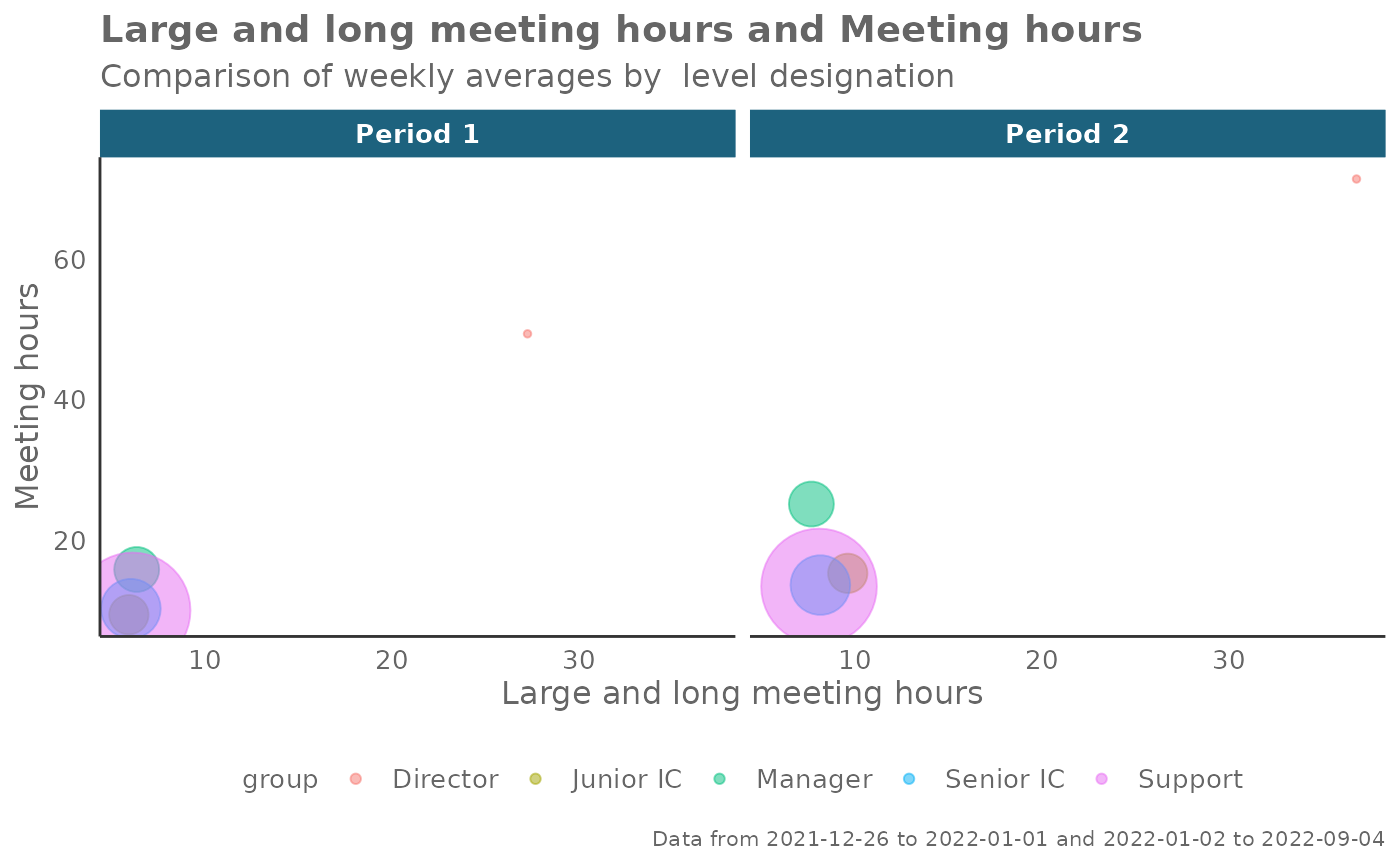 Large and long meeting hours and Meeting hours
Comparison of weekly averages by  level designation
Period 1
Period 2
Meeting hours
60
40
20
10 20 30
10 20 30
Large and long meeting hours
group Director Junior IC Manager Senior IC Support
Data from 2021-12-26 to 2022-01-01 and 2022-01-02 to 2022-09-04